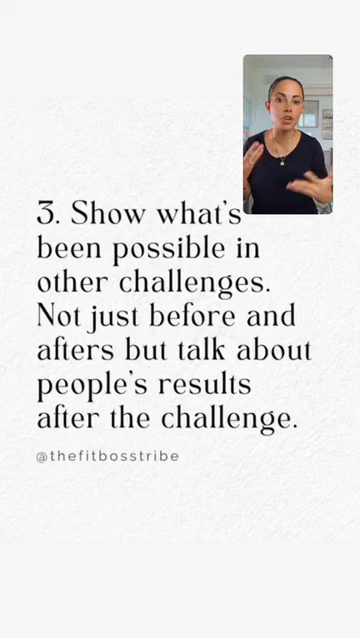 3. Show what's
been possible in
other challenges.
Not just before and
afters but talk about
people's results
after the challenge.
@thefitbosstribe